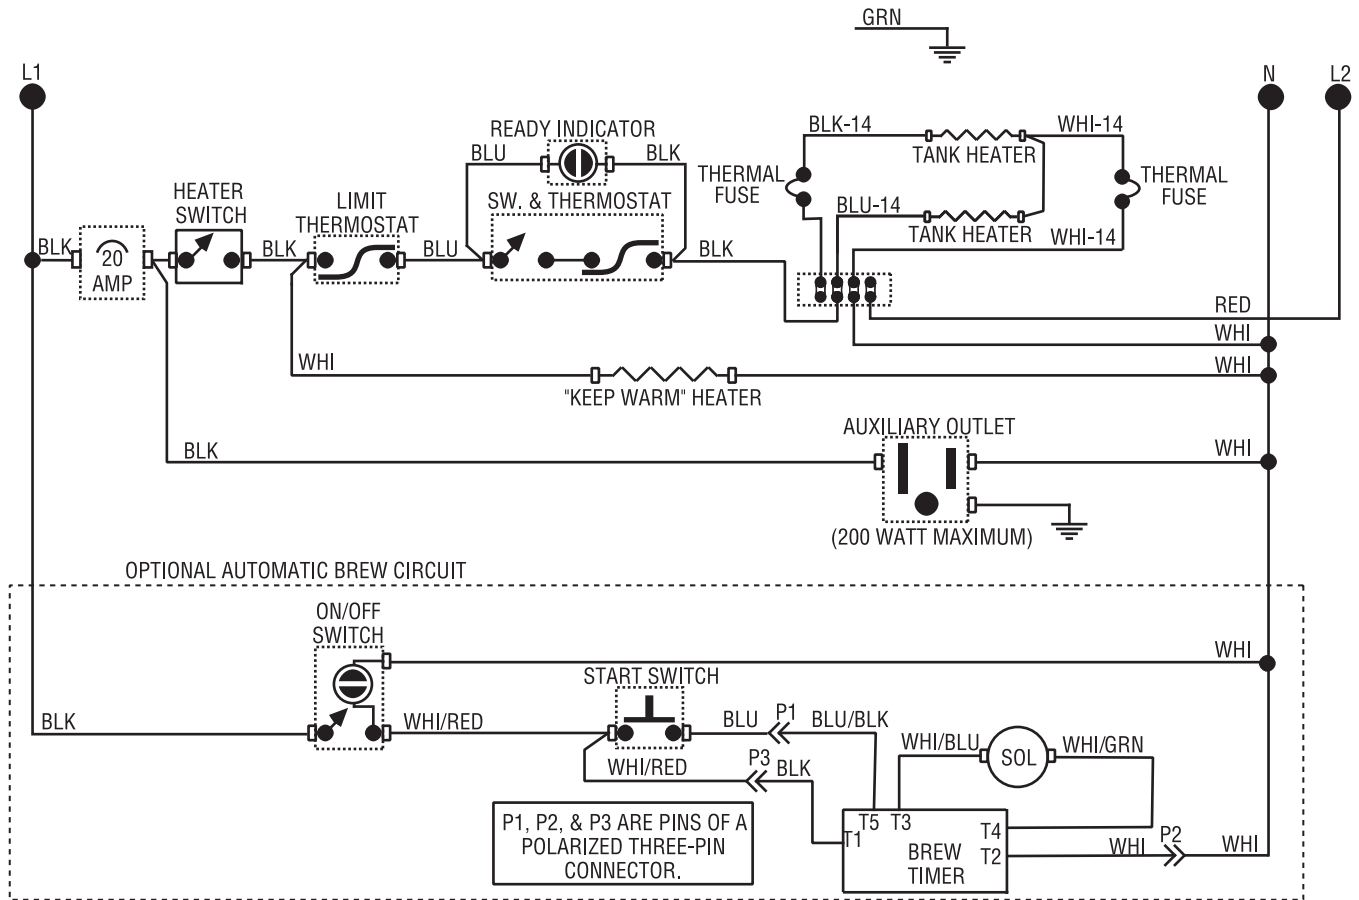 GRN
L1
N
L2
READY INDICATOR
BLU
BLK
BLK-14
WHI-14
TANK HEATER
THERMAL
FUSE
THERMAL
FUSE
HEATER
SWITCH
LIMIT
THERMOSTAT
SW. & THERMOSTAT
BLU-14
TANK HEATER
WHI-14
BLK
20
AMP
BLK
BLU
BLK
RED
WHI
WHI
WHI
"KEEP WARM" HEATER
AUXILIARY OUTLET
BLK
WHI
(200 WATT MAXIMUM)
OPTIONAL AUTOMATIC BREW CIRCUIT
ON/OFF
SWITCH
WHI
START SWITCH
BLK
WHI/RED
BLU
P1
BLU/BLK
WHI/RED
P3
BLK
WHI/BLU
SOL
WHI/GRN
P1, P2, & P3 ARE PINS OF A
POLARIZED THREE-PIN
CONNECTOR.
T5
T3
T1
T4
T2
BREW
TIMER
WHI
P2
WHI